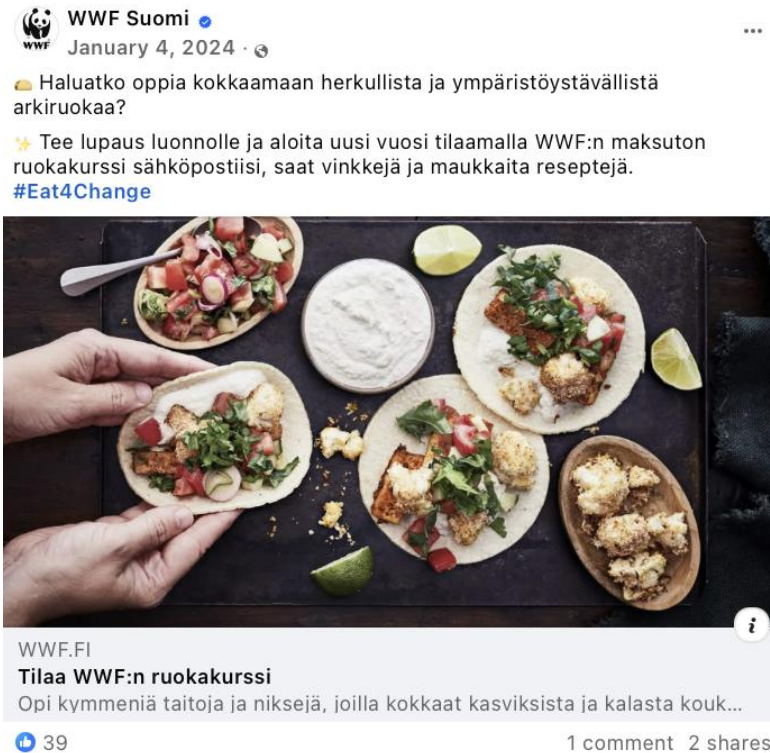 WWF Suomi
WWF
January 4, 2024 ·
Haluatko oppia kokkaamaan herkullista ja ympäristöystävällistä
arkiruokaa?
Tee lupaus luonnolle ja aloita uusi vuosi tilaamalla WWF:n maksuton
ruokakurssi sähköpostiisi, saat vinkkejä ja maukkaita reseptejä.
#Eat4Change
i
WWF.FI
Tilaa WWF:n ruokakurssi
Opi kymmeniä taitoja ja niksejä, joilla kokkaat kasviksista ja kalasta kouk...
39
1 comment 2 shares